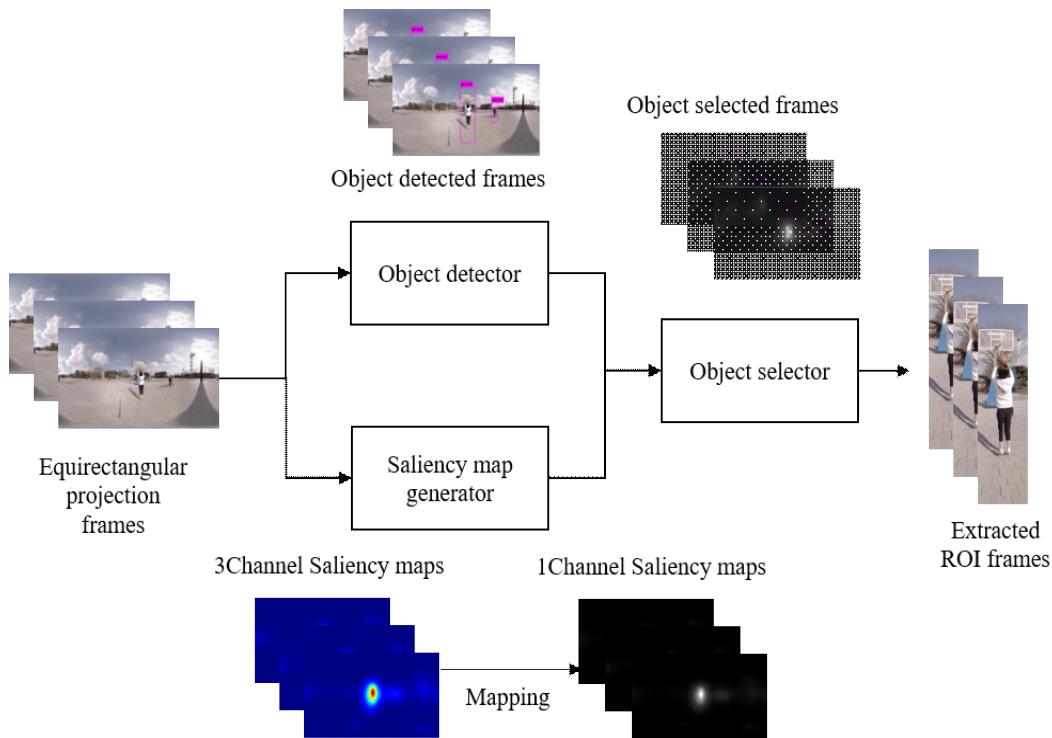 Object detected frames
Object selected frames
Object detector
Equirectangular
projection
frames
Saliency map
generator
Object selector
Extracted
ROI frames
3Channel Saliency maps
1Channel Saliency maps
Mapping